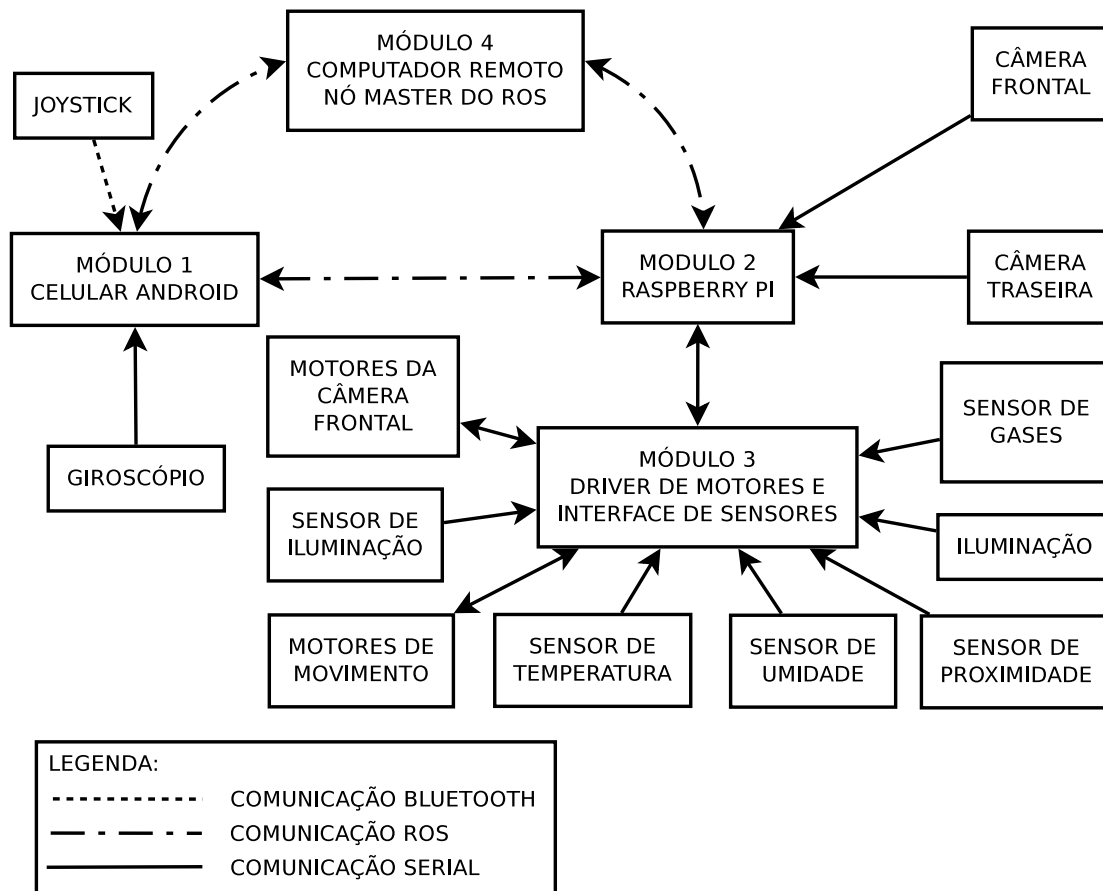 MÓDULO 4
COMPUTADOR REMOTO
NÓ MASTER DO ROS
CÂMERA
FRONTAL
JOYSTICK
MÓDULO 1
CELULAR ANDROID
MODULO 2
RASPBERRY PI
CÂMERA
TRASEIRA
MOTORES DA
CÂMERA
FRONTAL
SENSOR DE
GASES
GIROSCÓPIO
MÓDULO 3
DRIVER DE MOTORES E
INTERFACE DE SENSORES
SENSOR DE
ILUMINAÇÃO
ILUMINAÇÃO
MOTORES DE
MOVIMENTO
SENSOR DE
TEMPERATURA
SENSOR DE
UMIDADE
SENSOR DE
PROXIMIDADE
LEGENDA:
COMUNICAÇÃO BLUETOOTH
COMUNICAÇÃO ROS
COMUNICAÇÃO SERIAL